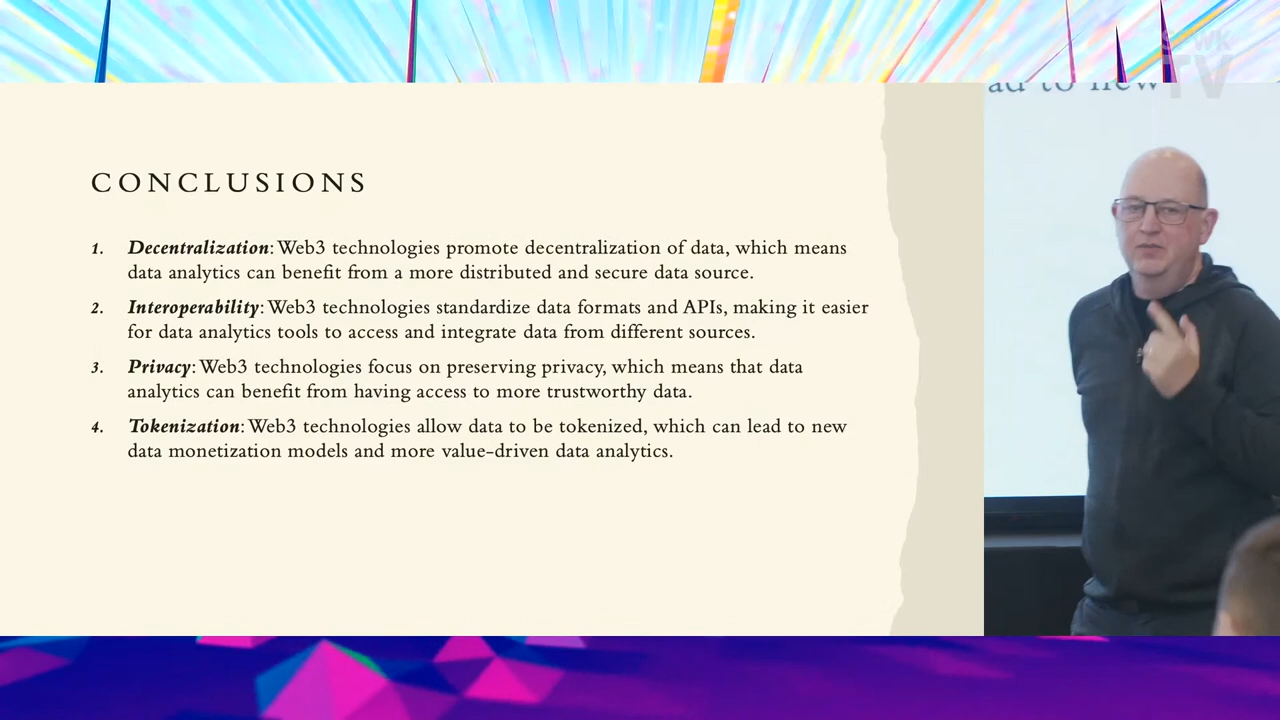 TV
ad to new
CONCLUSIONS
1. Decentralization: Web3 technologies promote decentralization of data, which means
data analytics can benefit from a more distributed and secure data source.
2. Interoperability: Web3 technologies standardize data formats and APIs, making it easier
for data analytics tools to access and integrate data from different sources.
3. Privacy: Web3 technologies focus on preserving privacy, which means that data
analytics can benefit from having access to more trustworthy data.
4. Tokenization: Web3 technologies allow data to be tokenized, which can lead to new
data monetization models and more value-driven data analytics.